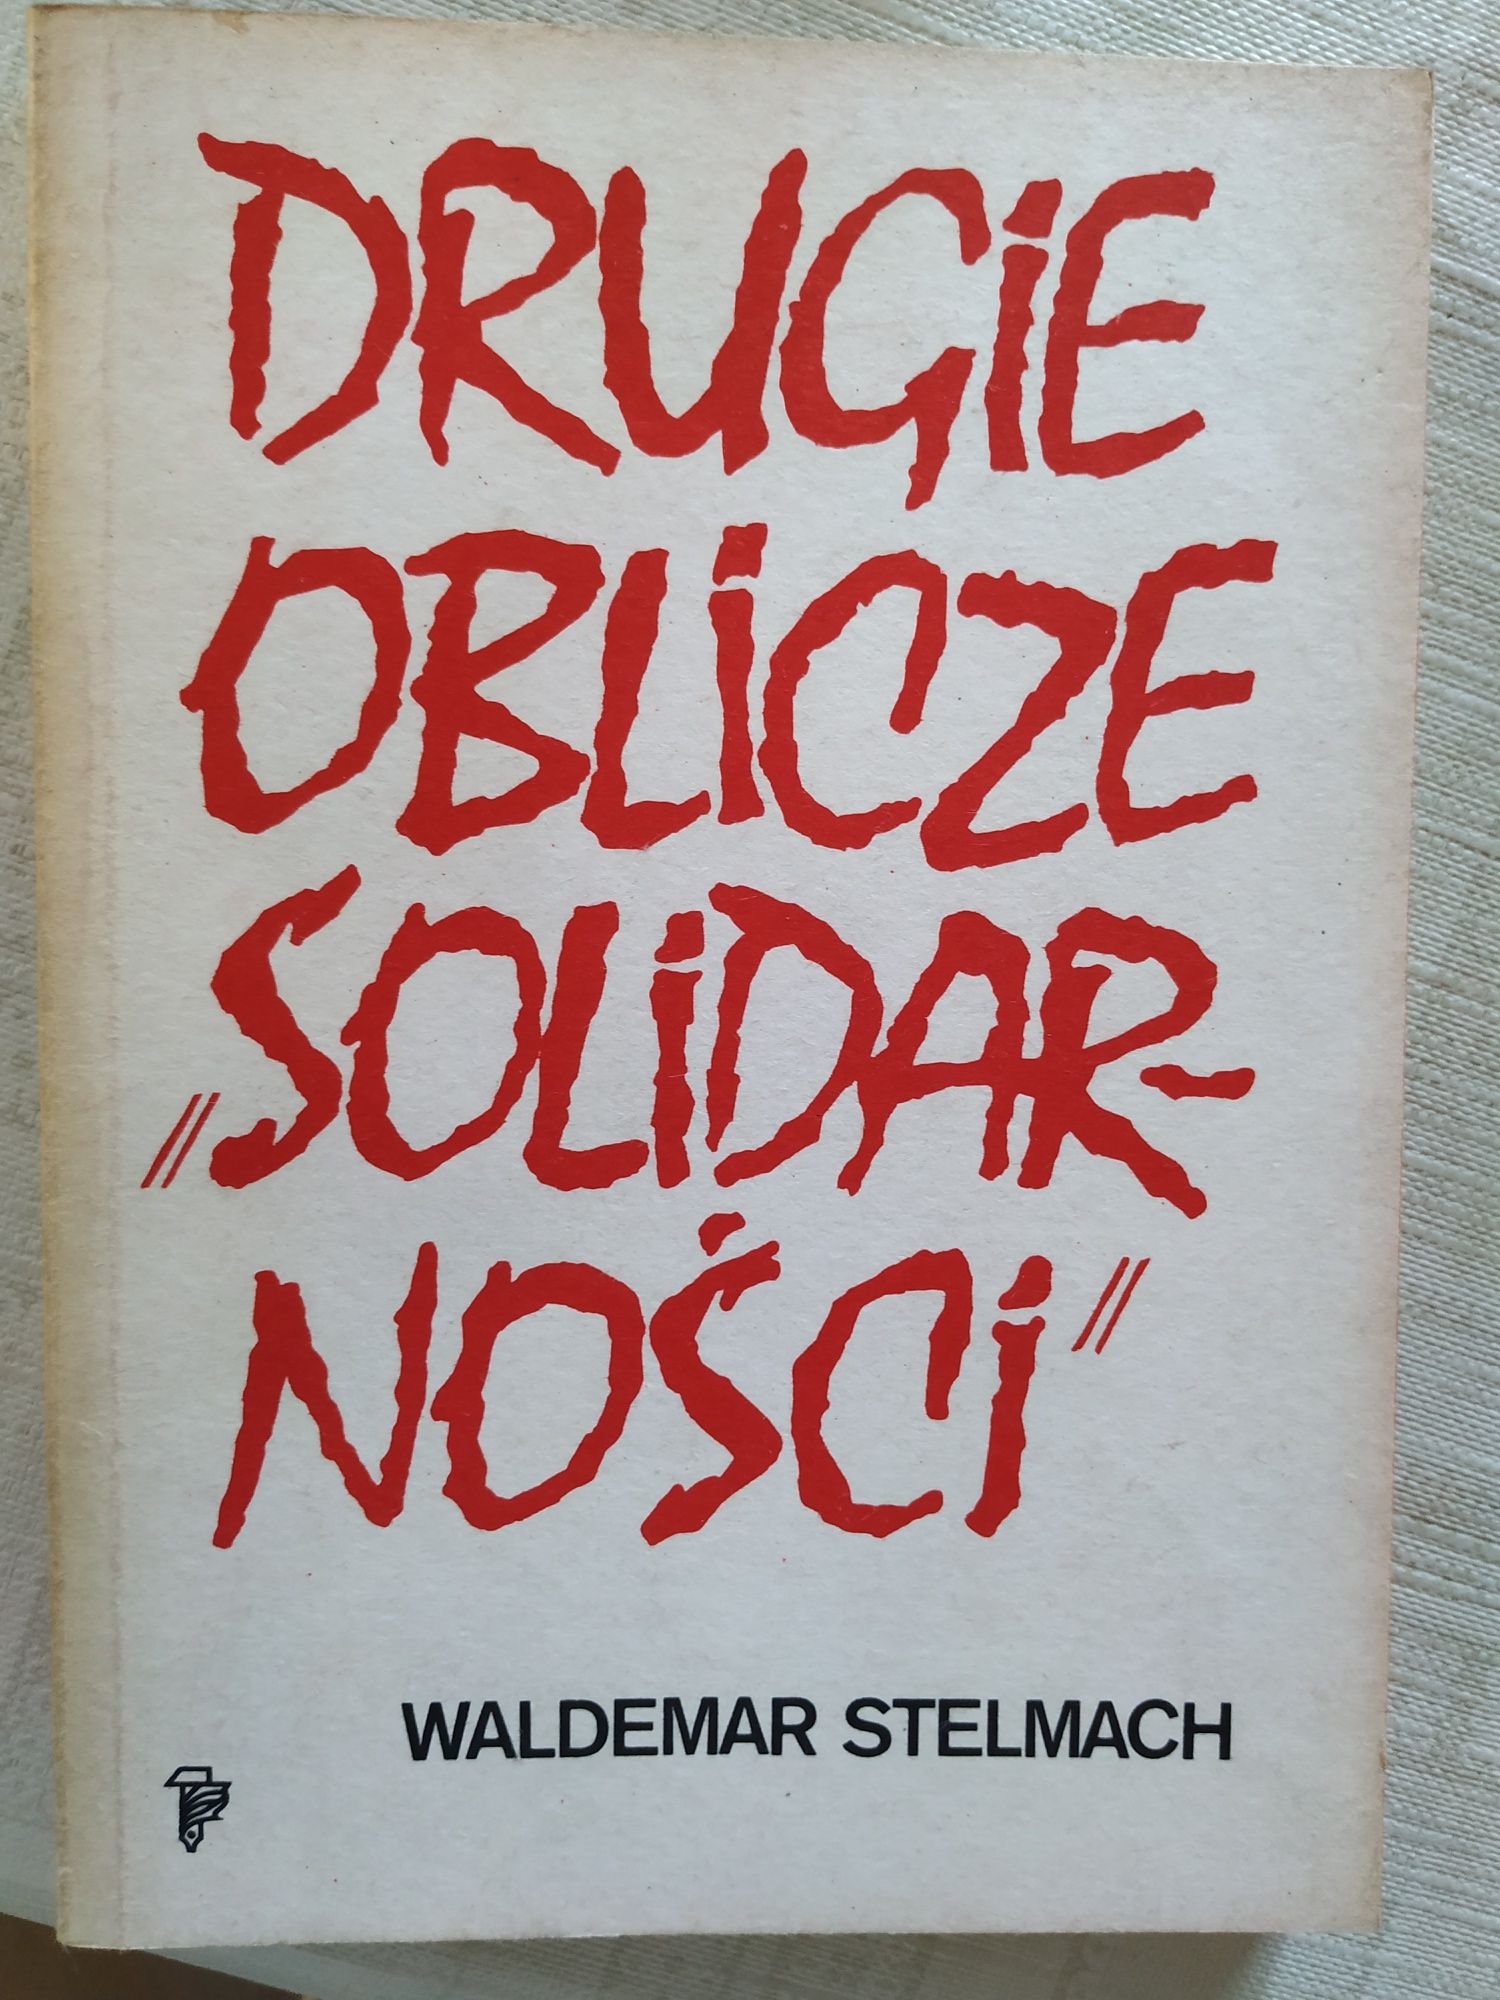 DRUGiE
OBLiCZE
„SOLiDAR-
NOŚCi”
WALDEMAR STELMACH